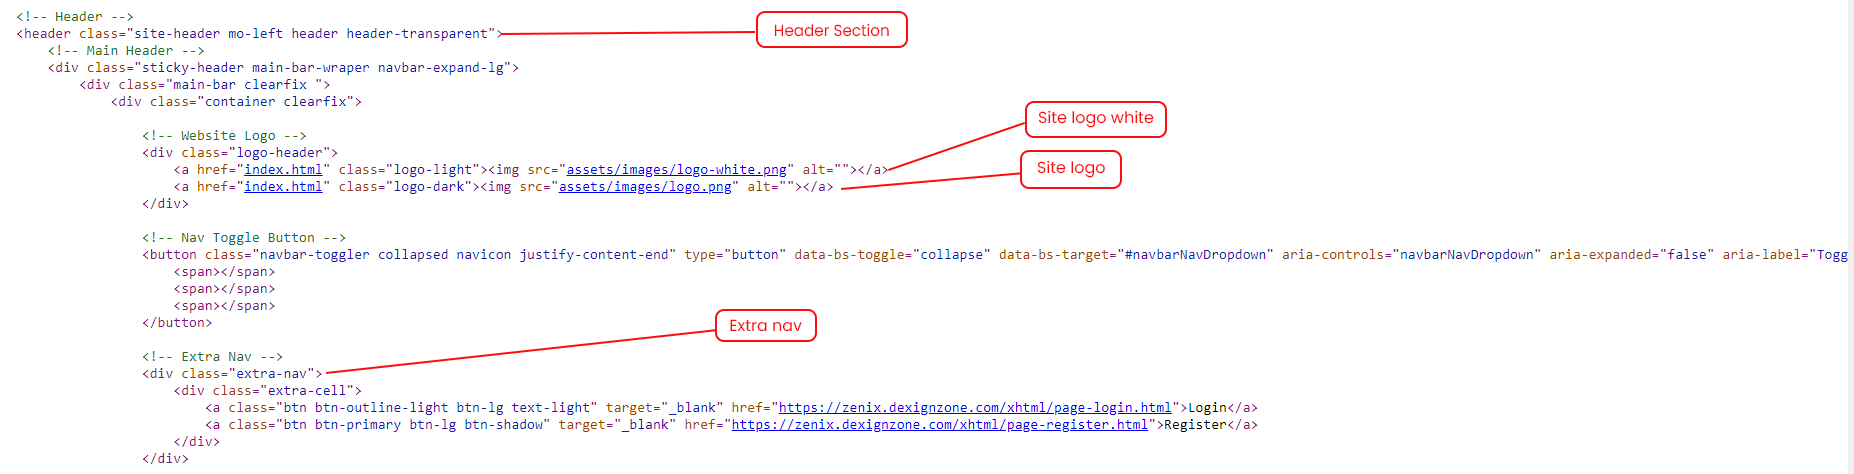 <!-- Header -->
<header class="site-header mo-left header header-transparent">
Header Section
<!-- Main Header -->
<div class="sticky-header main-bar-wraper navbar-expand-lg">
<div class="main-bar clearfix ">
<div class="container clearfix">
Site logo white
<!-- Website Logo -->
<div class="logo-header">
<a href="index.html" class="logo-light"><img src="assets/images/logo-white.png" alt=""></a>
Site logo
<a href="index.html" class="logo-dark"><img src="assets/images/logo.png" alt=""></a>
</div>
<!-- Nav Toggle Button -->
<button class="navbar-toggler collapsed navicon justify-content-end" type="button" data-bs-toggle="collapse" data-bs-target="#navbarNavDropdown" aria-controls="navbarNavDropdown" aria-expanded="false" aria-label="Togg
<span></span>
<span></span>
<span></span>
</button>
Extra nav
<!-- Extra Nav -->
<div class="extra-nav">
<div class="extra-cell">
<a class="btn btn-outline-light btn-lg text-light" target="_blank" href="https://zenix.dexignzone.com/xhtml/page-login.html">Login</a>
<a class="btn btn-primary btn-lg btn-shadow" target="_blank" href="https://zenix.dexignzone.com/xhtml/page-register.html">Register</a>
</div>
</div>